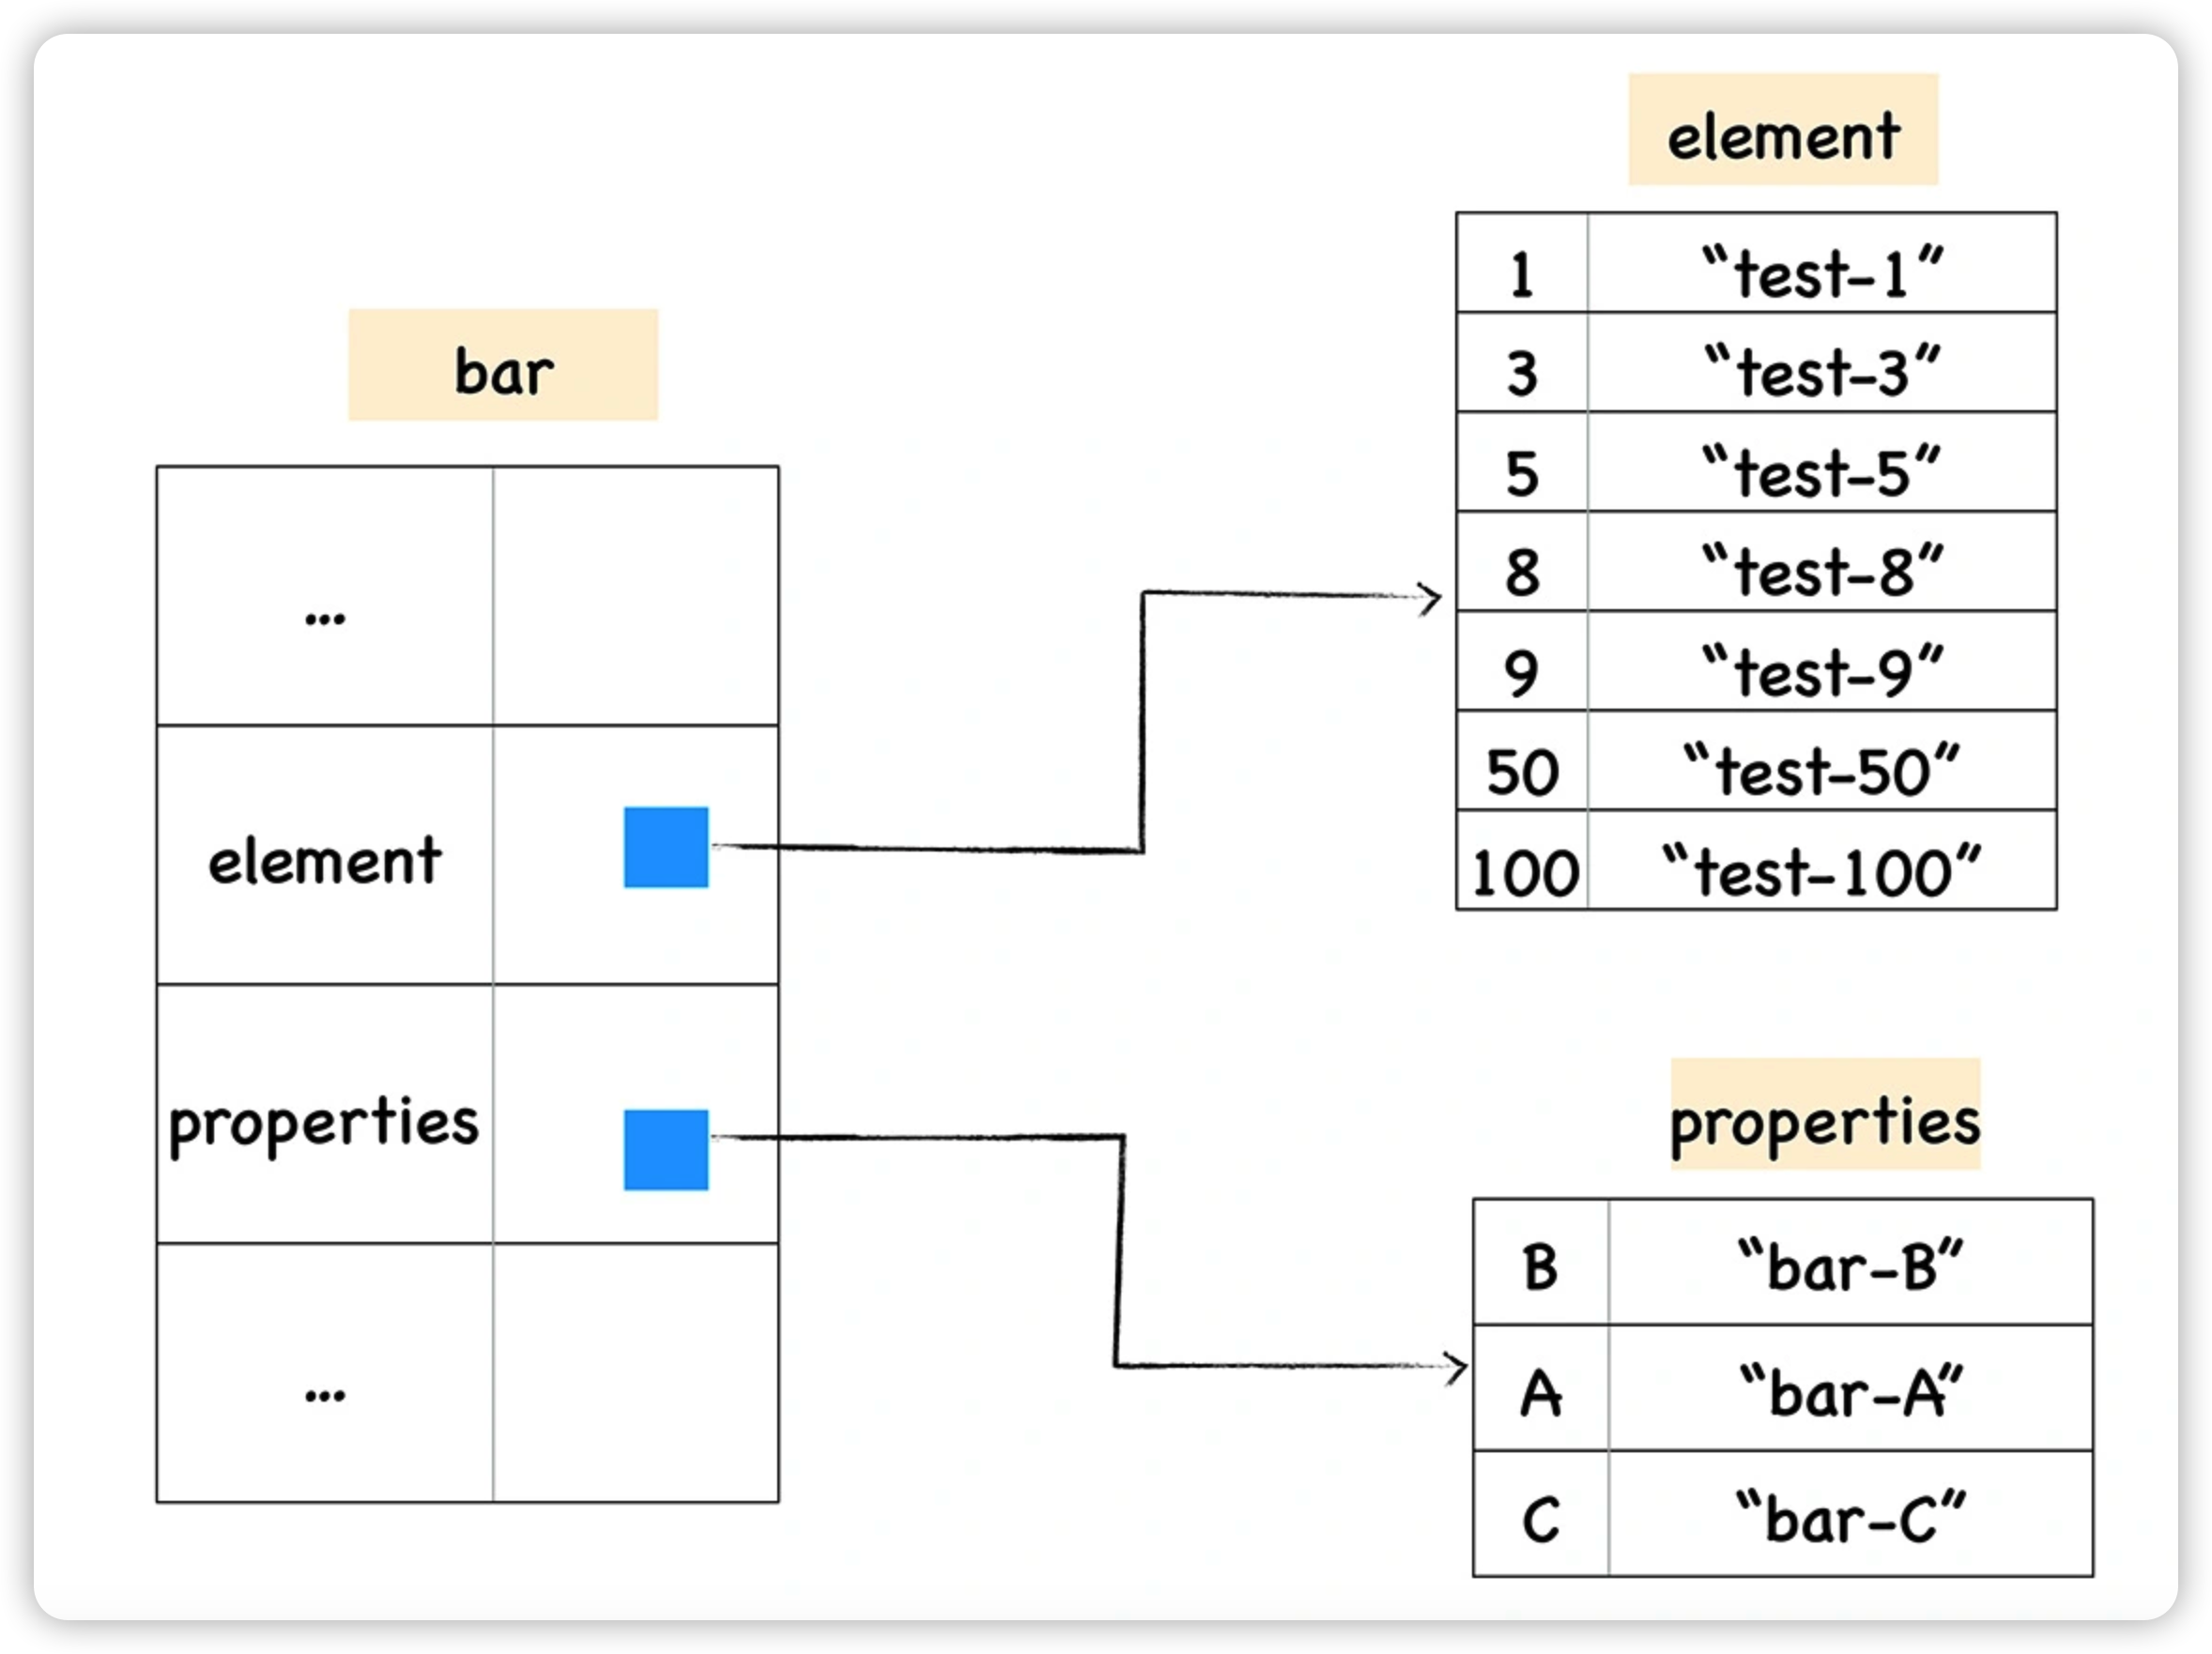 bar
...
element
properties
...
element
1 “test-1”
3 “test-3”
5 “test-5”
8 “test-8”
9 “test-9”
50 “test-50”
100 “test-100”
properties
B “bar-B”
A “bar-A”
C “bar-C”